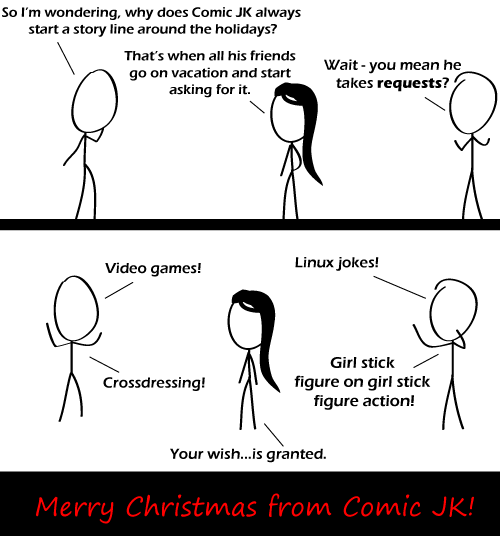 So I'm wondering, why does Comic JK always
start a story line around the holidays?
That's when all his friends
go on vacation and start
asking for it.
Wait - you mean he
takes requests?
Video games!
Crossdressing!
Linux jokes!
Girl stick
figure on girl stick
figure action!
Your wish...is granted.
Merry Christmas from Comic JK!